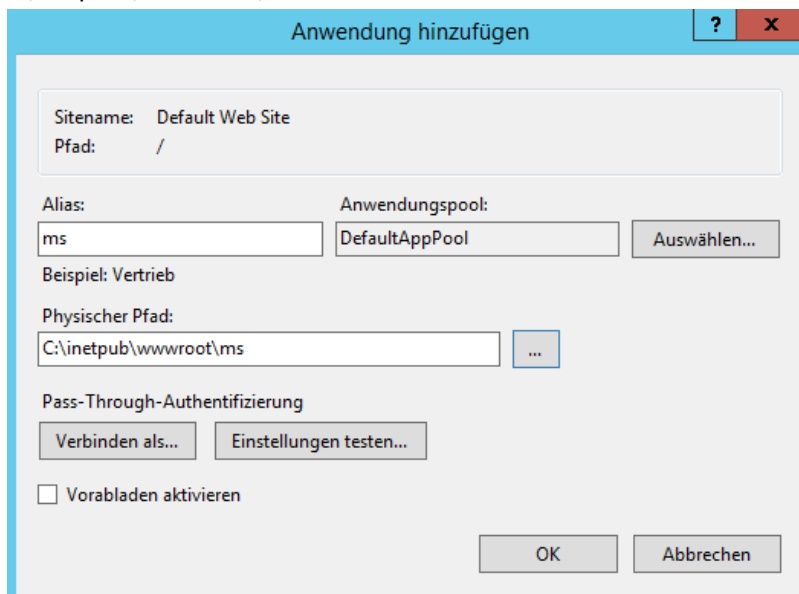 Anwendung hinzufügen
? x
Sitename: Default Web Site
Pfad: /
Alias: Anwendungspool:
ms DefaultAppPool Auswählen...
Beispiel: Vertrieb
Physischer Pfad:
C:\inetpub\wwwroot\ms ...
Pass-Through-Authentifizierung
Verbinden als... Einstellungen testen...
Vorabladen aktivieren
OK Abbrechen